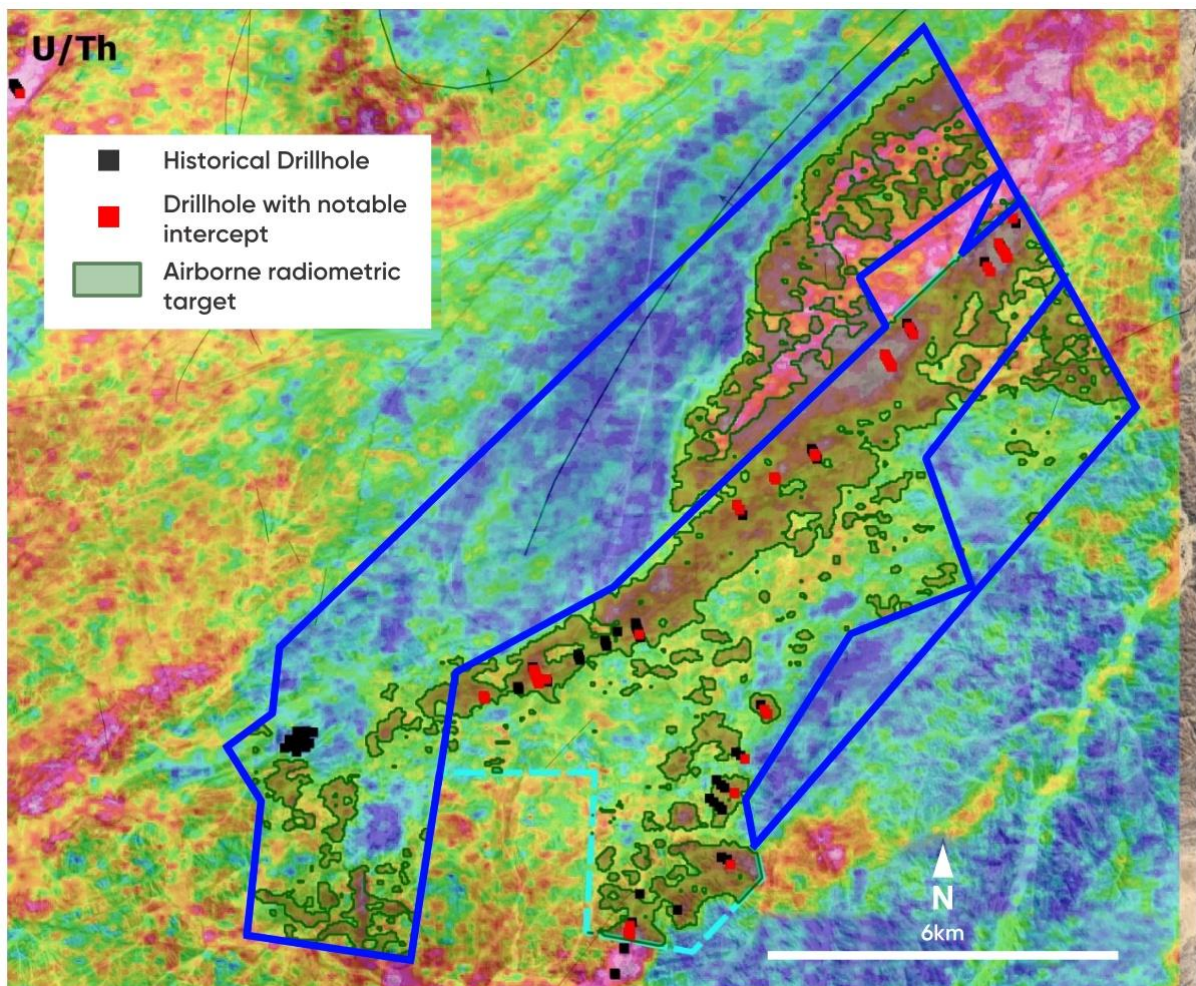 U/Th
Historical Drillhole
Drillhole with notable
intercept
Airborne radiometric
target
N
6km